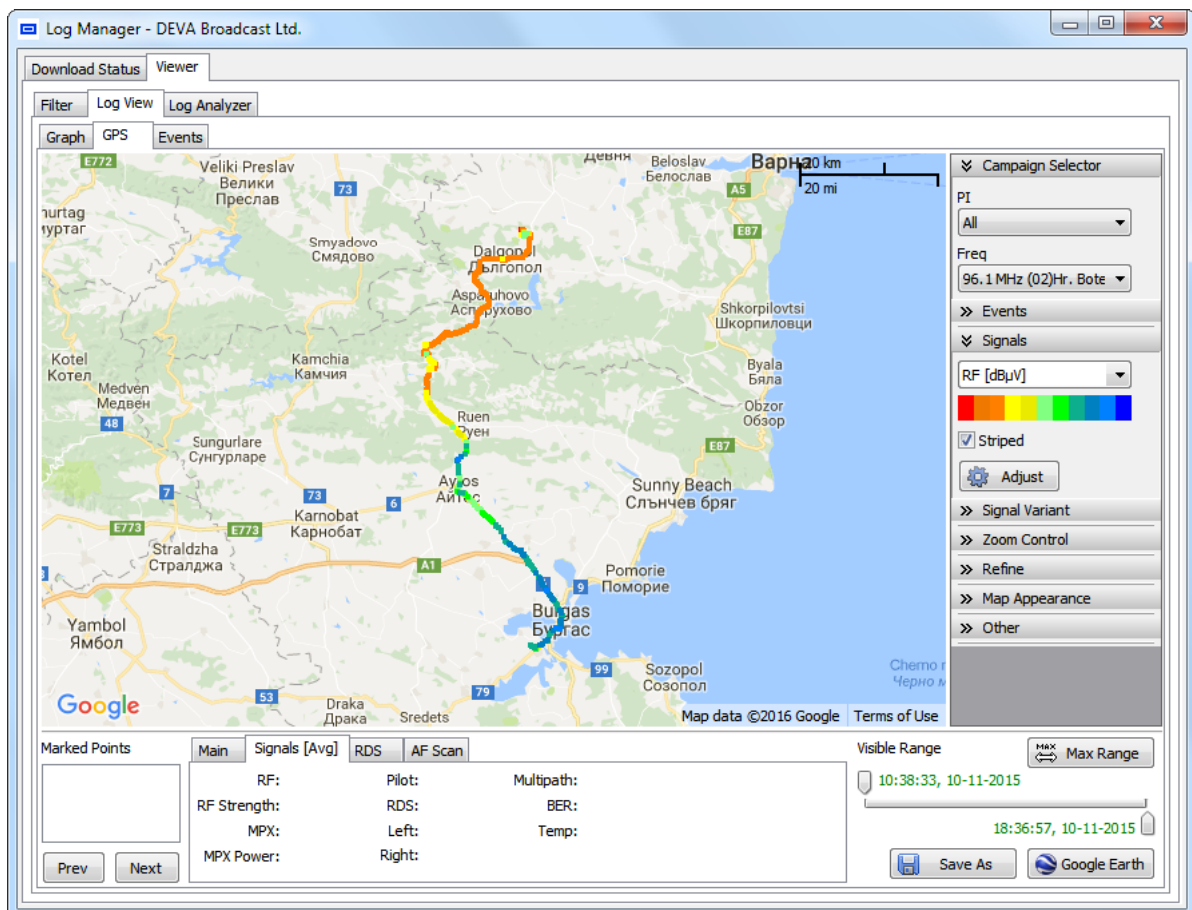 Log Manager - DEVA Broadcast Ltd.
Download Status Viewer
Filter Log View Log Analyzer
Graph GPS Events
E772
Veliki Preslav
Велики
Преслав
73
Девня
Beloslav
Белослав
Варна
20 km
20 mi
A5
E87
Smyadovo
Смядово
Dalgopol
Дългопол
Asparuhovo
Аспарухово
Shkorpilovtsi
Шкорпиловци
Kotel
Котел
Kamchia
Камчия
Byala
Бяла
Medven
Медвен
48
Obzor
Обзор
Ruen
Руен
E87
Sungurlare
Сунгурларе
Aytos
Айтос
Sunny Beach
Слънчев бряг
7
73
6
Karnobat
Карнобат
E773
E773
Straldzha
Стралджа
A1
Pomorie
Поморие
9
Burgas
Бургас
Yambol
Ямбол
99
Sozopol
Созопол
79
53
Draka
Драка
Sredets
Google
Map data ©2016 Google Terms of Use
Campaign Selector
PI
All
Freq
96.1 MHz (02)Hr. Bote
Events
Signals
RF [dBµV]
Striped
Adjust
Signal Variant
Zoom Control
Refine
Map Appearance
Other
Marked Points
Prev Next
Main Signals [Avg] RDS AF Scan
RF: Pilot: Multipath:
RF Strength: RDS: BER:
MPX: Left: Temp:
MPX Power: Right:
Visible Range
MAX Max Range
10:38:33, 10-11-2015
18:36:57, 10-11-2015
Save As Google Earth